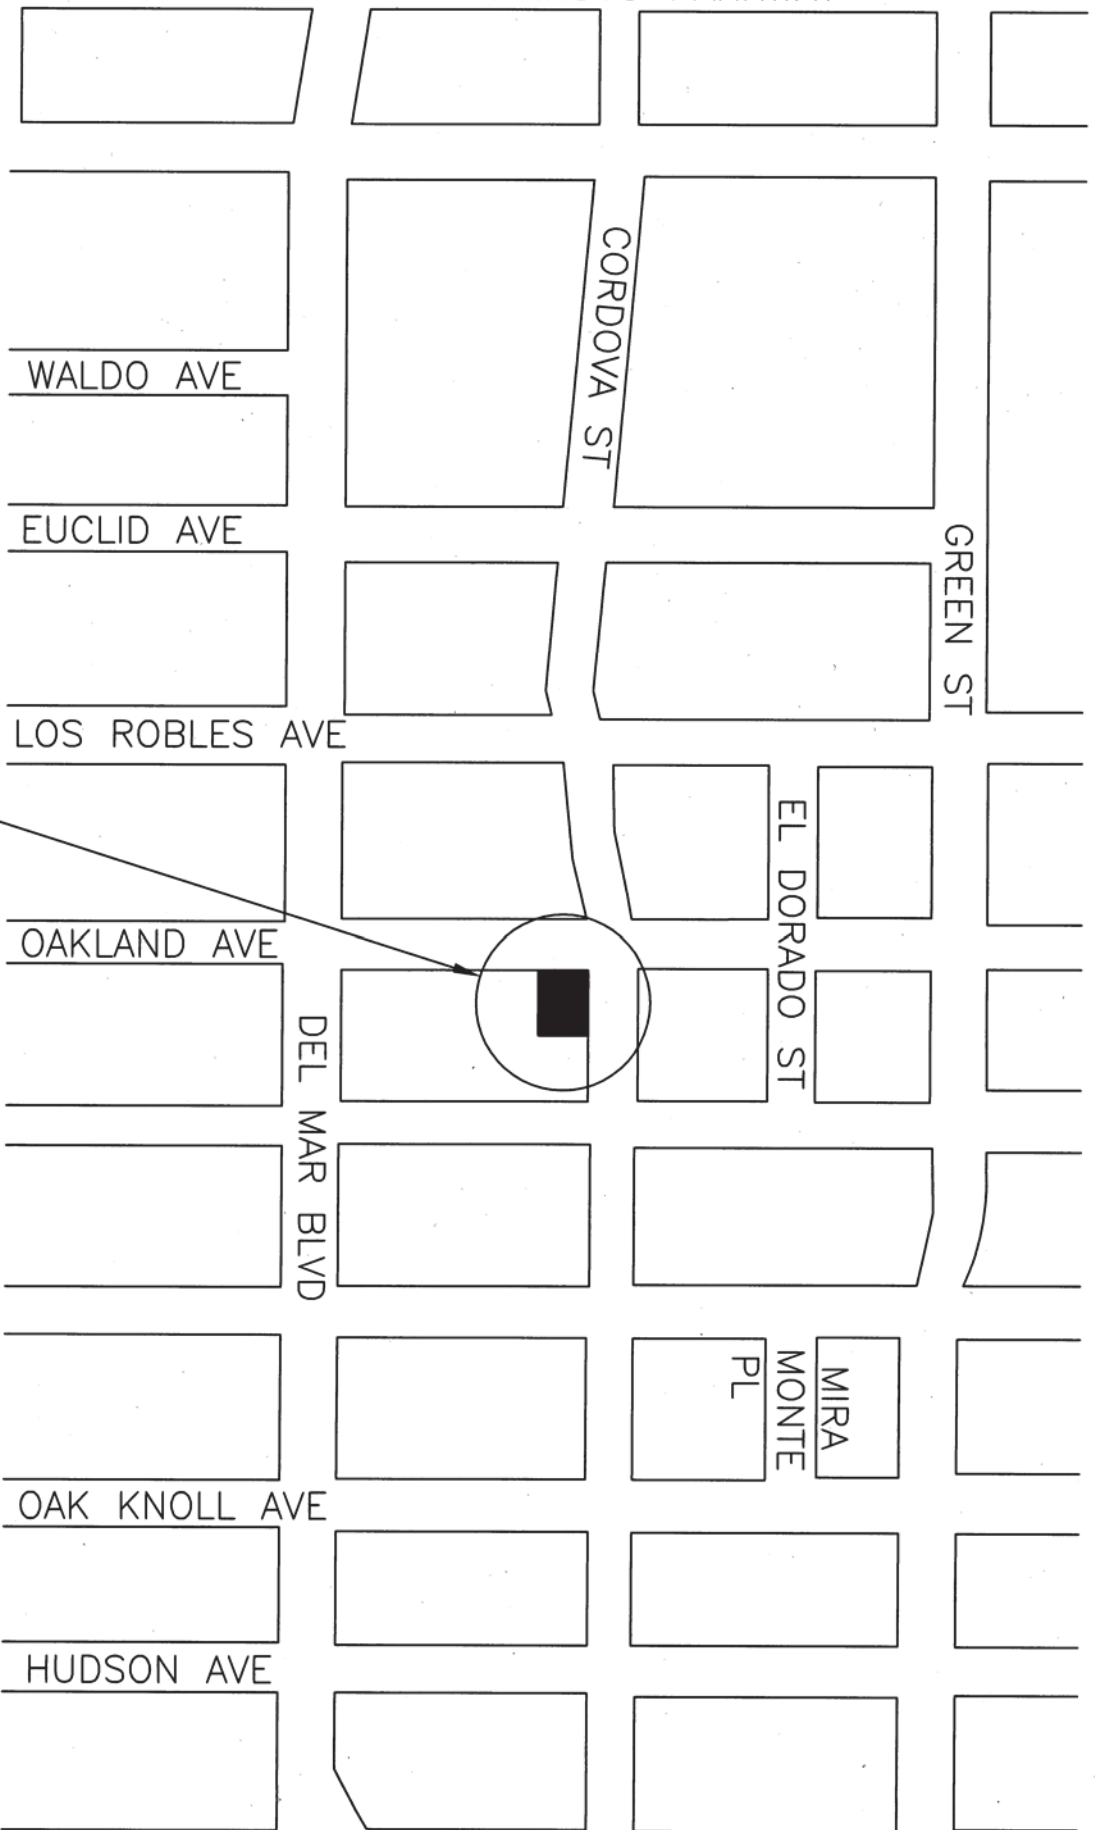 CORDOVA ST
WALDO AVE
EUCLID AVE
GREEN ST
LOS ROBLES AVE
EL DORADO ST
OAKLAND AVE
DEL MAR BLVD
MIRA
MONTE
PL
OAK KNOLL AVE
HUDSON AVE